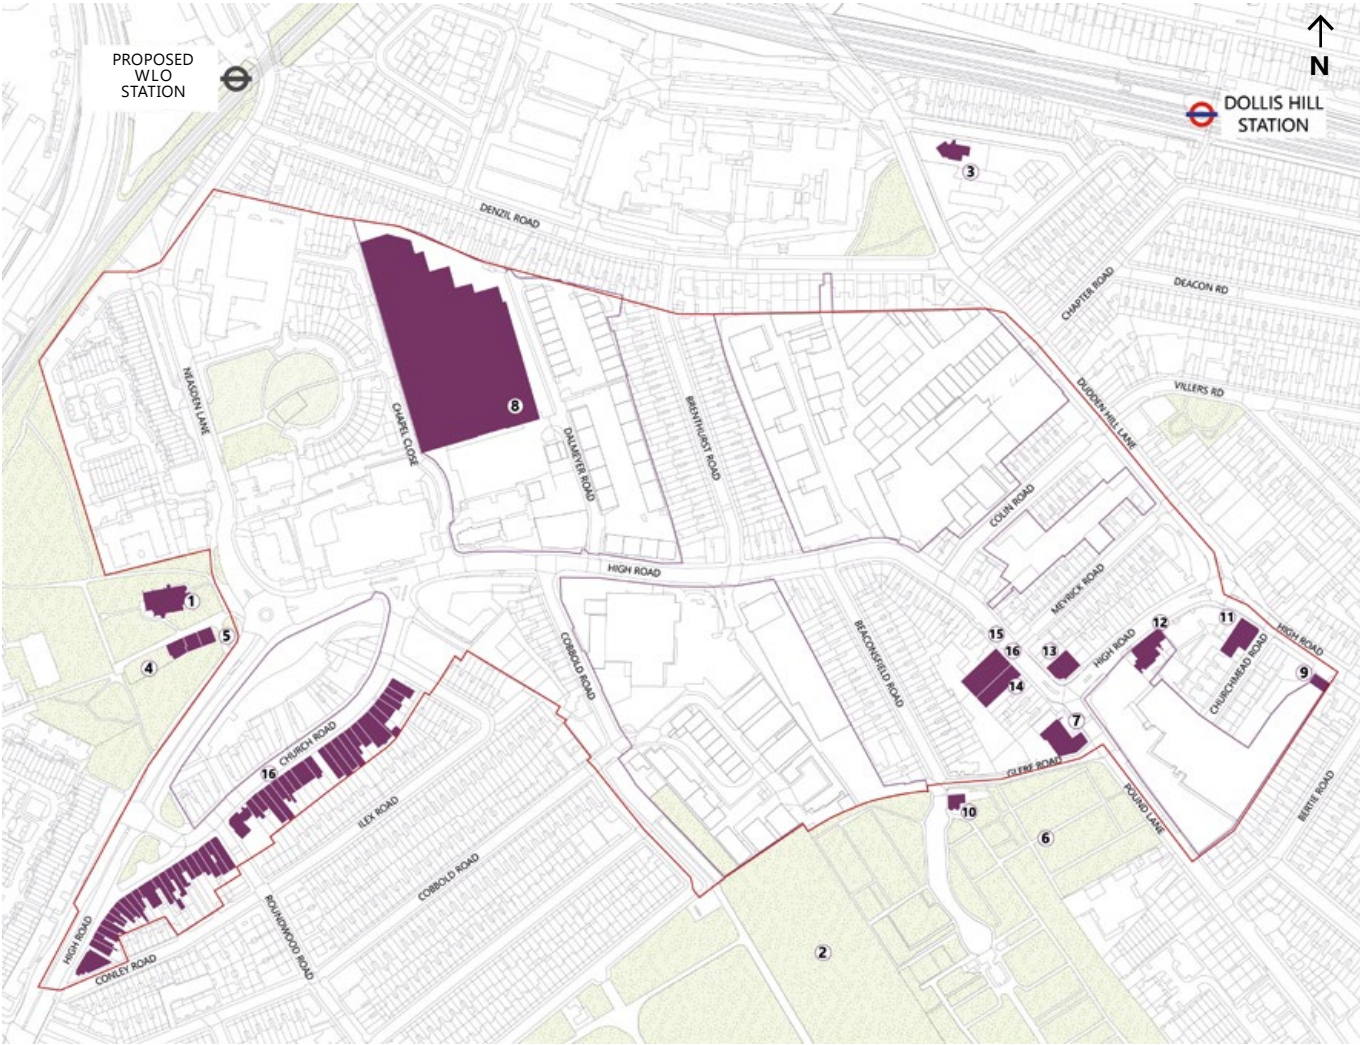 PROPOSED
WLO
STATION
N
DOLLIS HILL
STATION
3
DENZIL ROAD
CHAPTER ROAD
DEACON RD
VILLERS RD
NEASDEN LANE
CHAPEL CLOSE
8
DALMEYER ROAD
BRENTHURST ROAD
DUDDEN HILL LANE
COLIN ROAD
HIGH ROAD
MEYRICK ROAD
1
5
4
COBBOLD ROAD
BEACONSFIELD ROAD
15
16
14
13
HIGH ROAD
12
11
CHURCHMEAD ROAD
HIGH ROAD
9
7
GLEBE ROAD
CHURCH ROAD
16
ILEX ROAD
COBBOLD ROAD
10
6
POUND LANE
BERTIE ROAD
HIGH ROAD
CONLEY ROAD
ROUNDWOOD ROAD
2